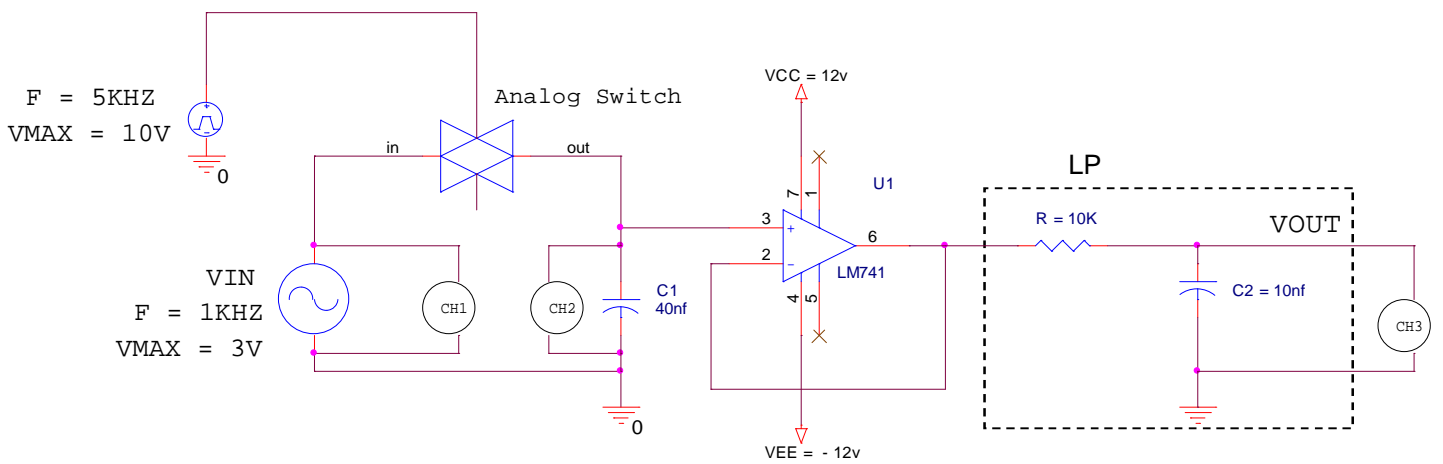 F = 5KHZ
VMAX = 10V
0
Analog Switch
in
out
VIN
F = 1KHZ
VMAX = 3V
CH1
CH2
C1
40nf
0
VCC = 12v
7
1
U1
3
+
2
-
6
LM741
4
5
VEE = - 12v
LP
R = 10K
VOUT
C2 = 10nf
CH3